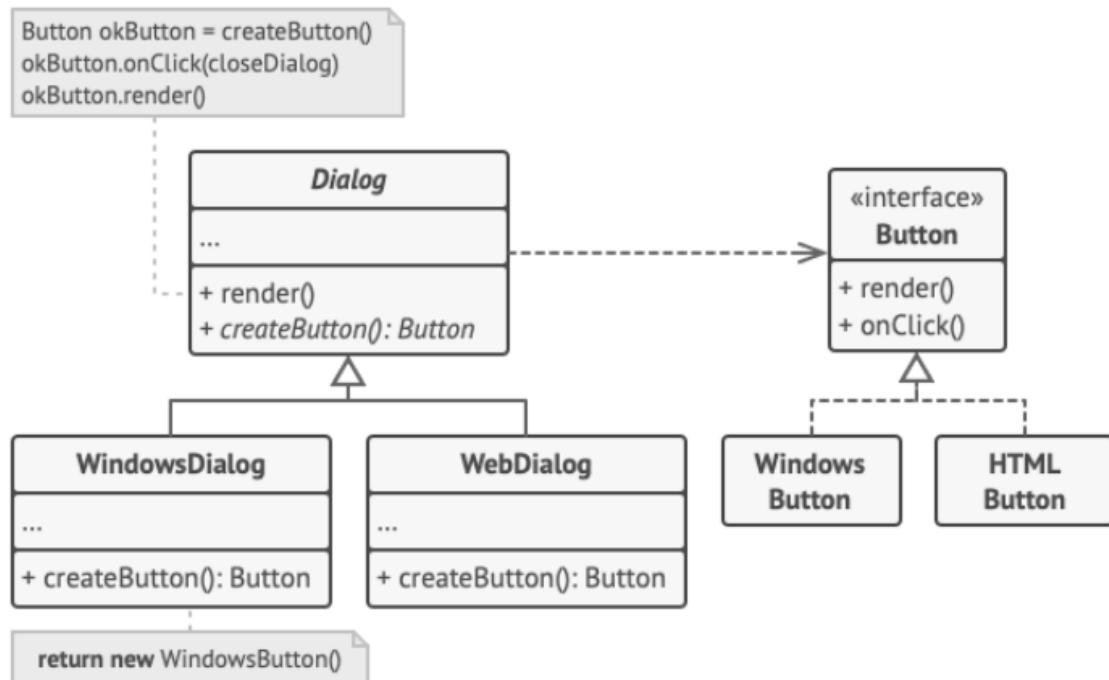 Button okButton = createButton()
okButton.onClick(closeDialog)
okButton.render()
Dialog
...
+ render()
+ createButton(): Button
«interface»
Button
+ render()
+ onClick()
WindowsDialog
...
+ createButton(): Button
WebDialog
...
+ createButton(): Button
Windows
Button
HTML
Button
return new WindowsButton()